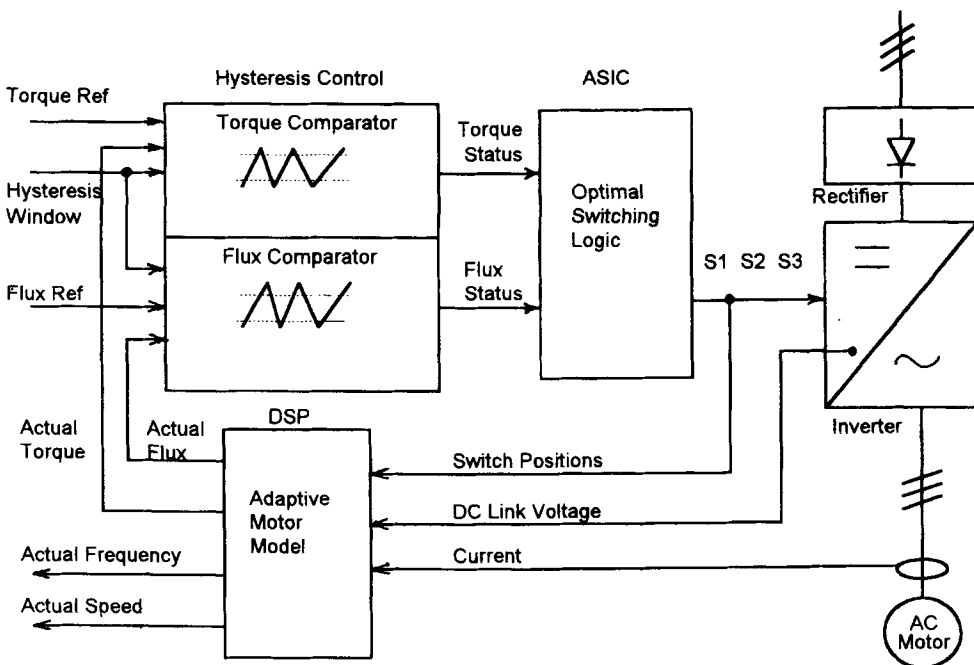 Hysteresis Control
ASIC
Torque Ref
Torque Comparator
Torque
Status
Hysteresis
Window
Optimal
Switching
Logic
Rectifier
Flux Comparator
Flux
Status
S1 S2 S3
Flux Ref
DSP
Inverter
Actual
Torque
Actual
Flux
Switch Positions
Adaptive
Motor
Model
DC Link Voltage
Actual Frequency
Current
Actual Speed
AC
Motor